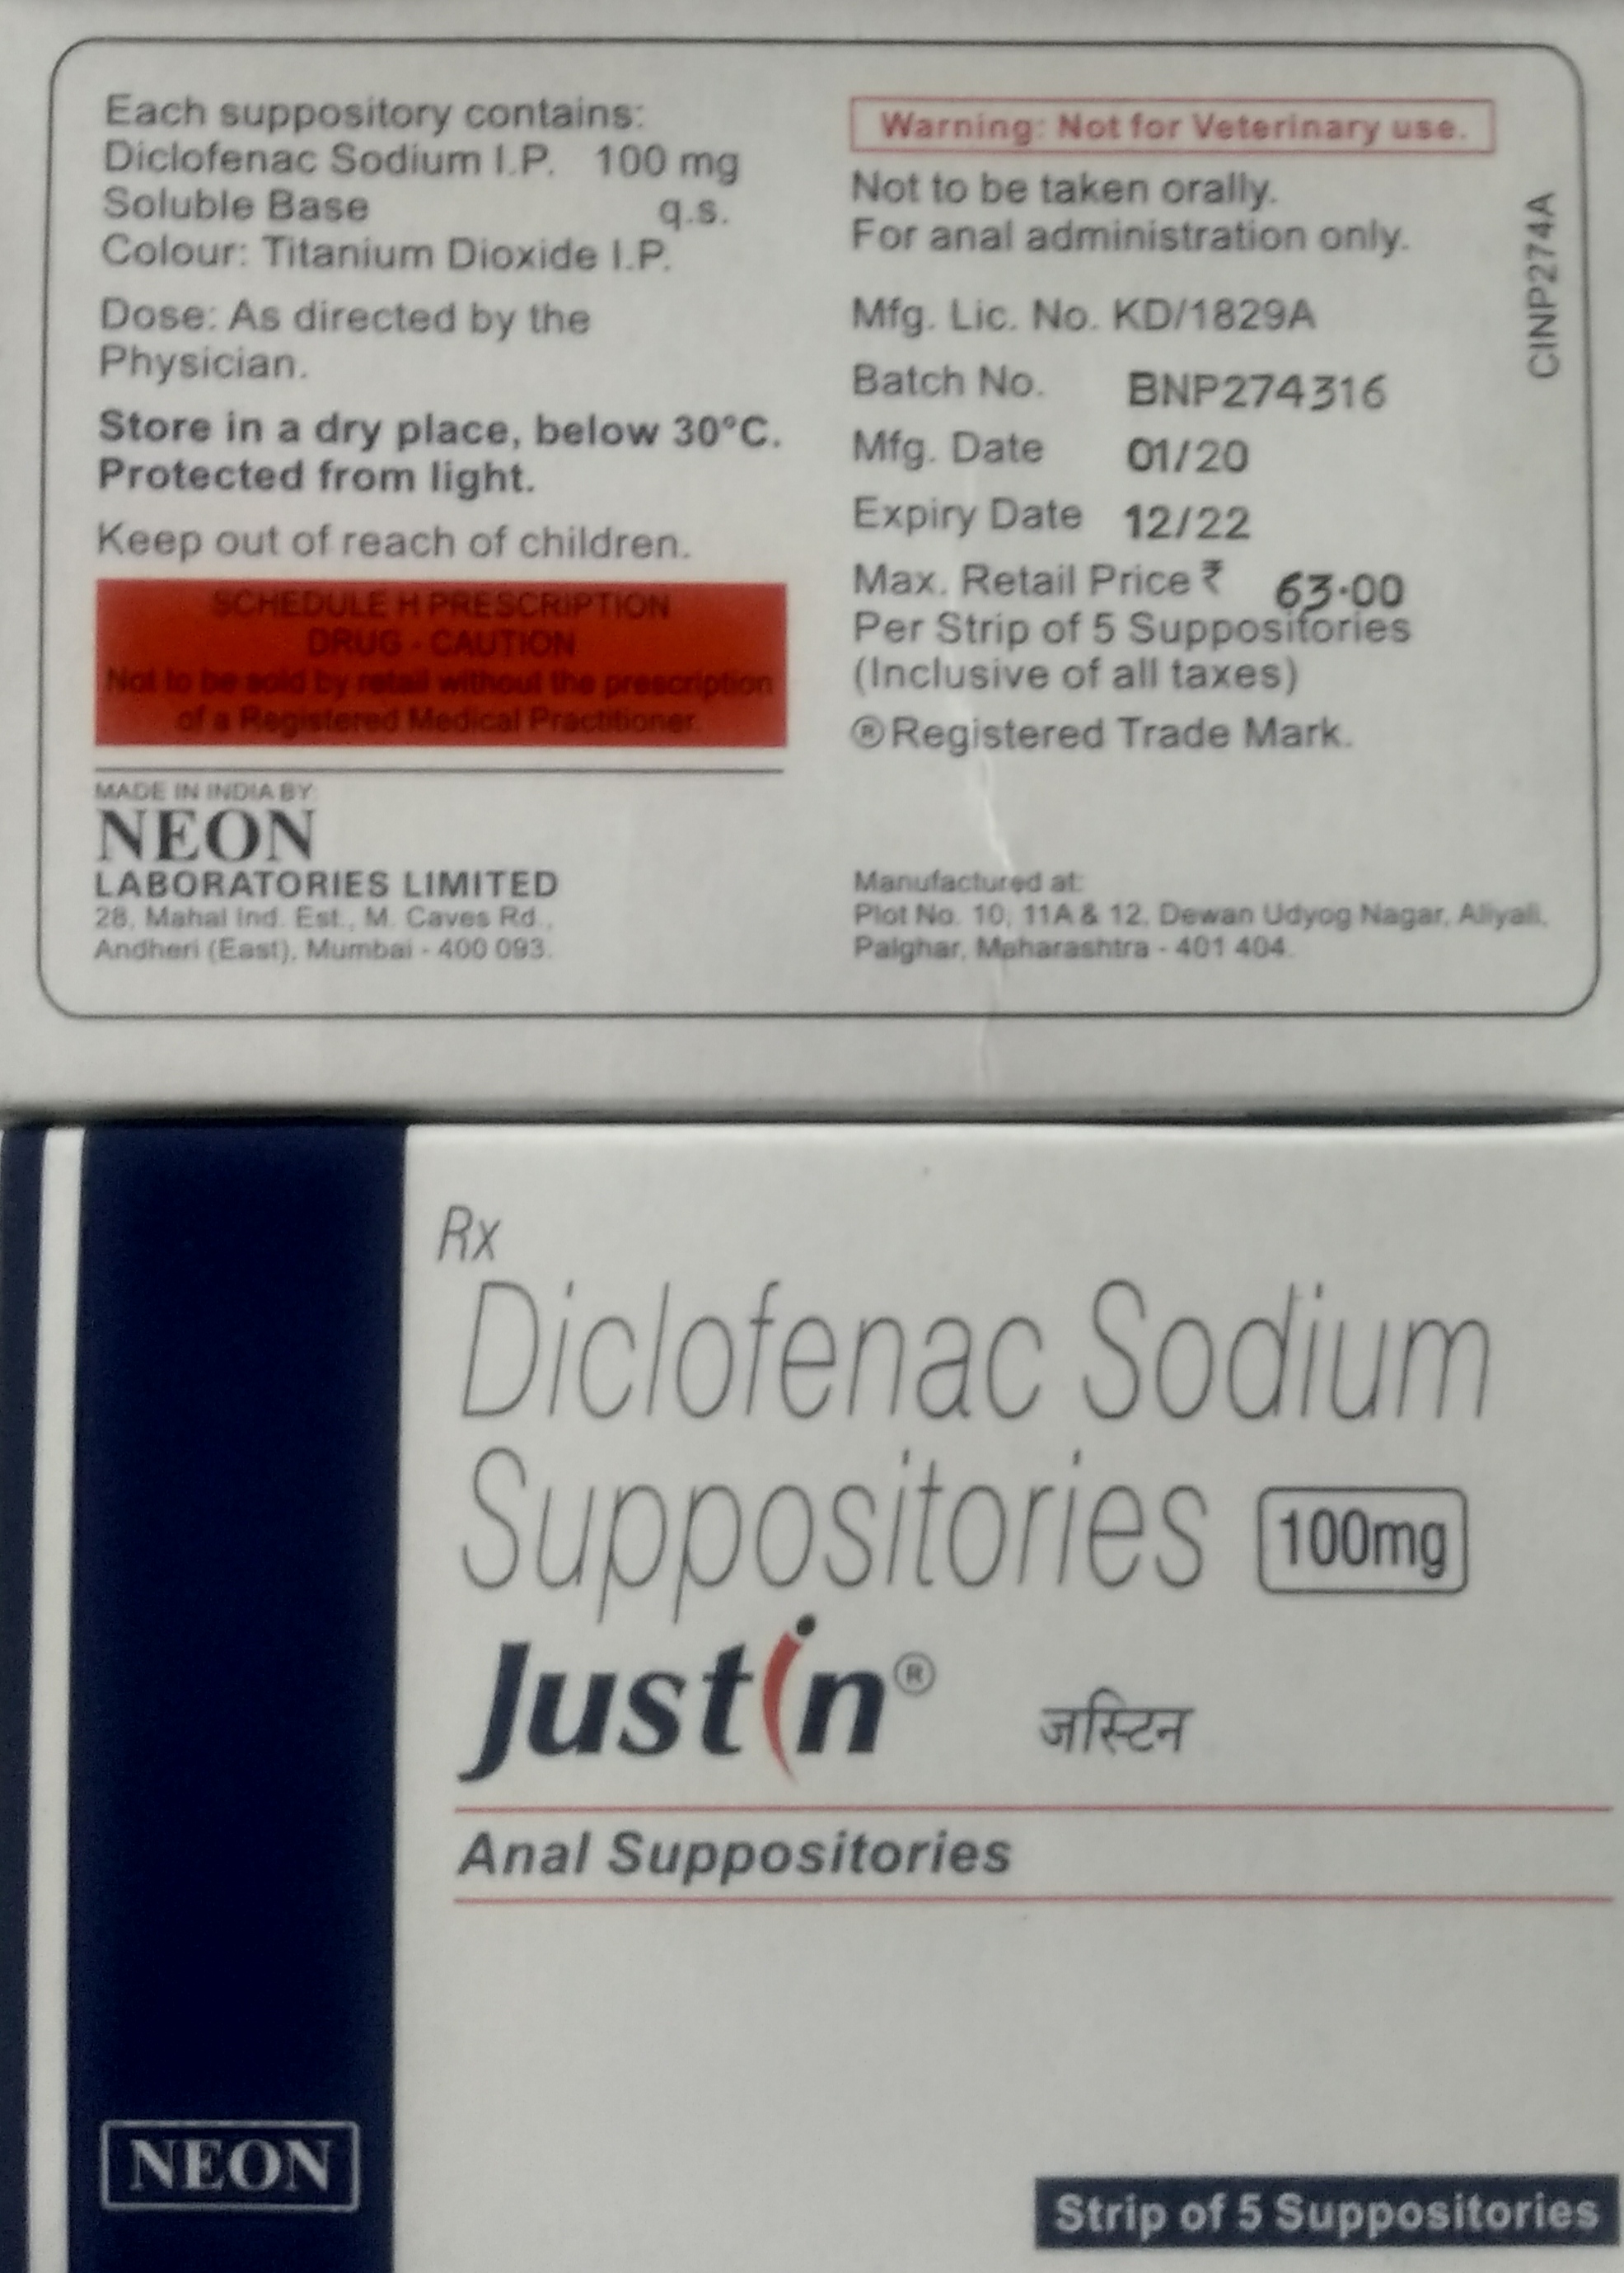 Each suppository contains:
Diclofenac Sodium I.P. 100 mg
Soluble Base q.s.
Colour: Titanium Dioxide I.P.
Dose: As directed by the
Physician.
Store in a dry place, below 30°C.
Protected from light.
Keep out of reach of children.
SCHEDULE H PRESCRIPTION
DRUG - CAUTION
Not to be sold by retail without the prescription
of a Registered Medical Practitioner.
MADE IN INDIA BY:
NEON
LABORATORIES LIMITED
28, Mahal Ind. Est., M. Caves Rd.,
Andheri (East), Mumbai - 400 093.
Warning: Not for Veterinary use.
Not to be taken orally.
For anal administration only.
Mfg. Lic. No. KD/1829A
Batch No. BNP274316
Mfg. Date 01/20
Expiry Date 12/22
Max. Retail Price ₹ 63·00
Per Strip of 5 Suppositories
(Inclusive of all taxes)
®Registered Trade Mark.
Manufactured at:
Plot No. 10, 11A & 12, Dewan Udyog Nagar, Aliyali,
Palghar, Maharashtra - 401 404.
CINP274A
Rx
Diclofenac Sodium
Suppositories 100mg
Justin® जस्टिन
Anal Suppositories
NEON
Strip of 5 Suppositories